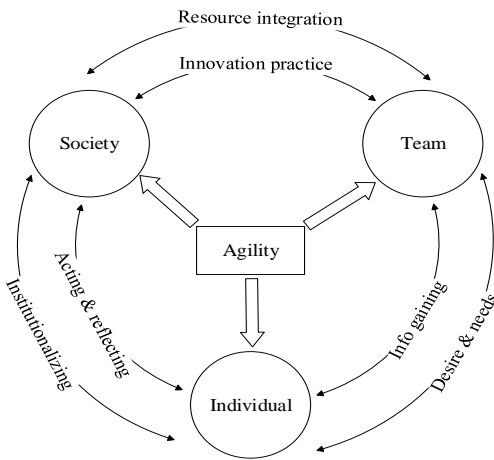 Resource integration
Innovation practice
Society
Team
Agility
Acting & reflecting
Institutionalizing
Info gaining
Desire & needs
Individual